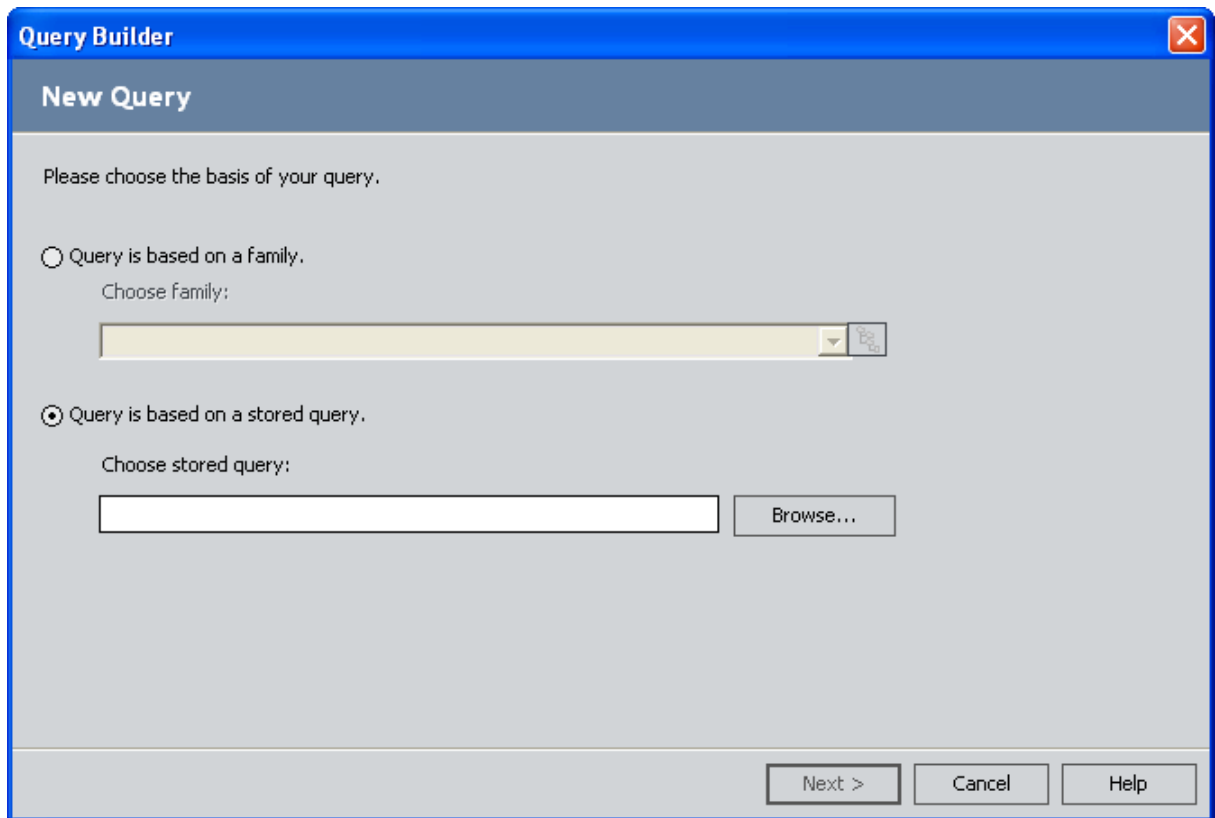 Query Builder
New Query
Please choose the basis of your query.
Query is based on a family.
Choose family:
Query is based on a stored query.
Choose stored query:
Browse...
Next >
Cancel
Help